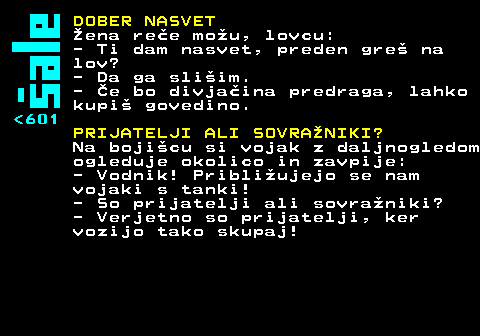 šale
<601
DOBER NASVET
Žena reče možu, lovcu:
- Ti dam nasvet, preden greš na
lov?
- Da ga slišim.
- Če bo divjačina predraga, lahko
kupiš govedino.
PRIJATELJI ALI SOVRAŽNIKI?
Na bojišcu si vojak z daljnogledom
ogleduje okolico in zavpije:
- Vodnik! Približujejo se nam
vojaki s tanki!
- So prijatelji ali sovražniki?
- Verjetno so prijatelji, ker
vozijo tako skupaj!